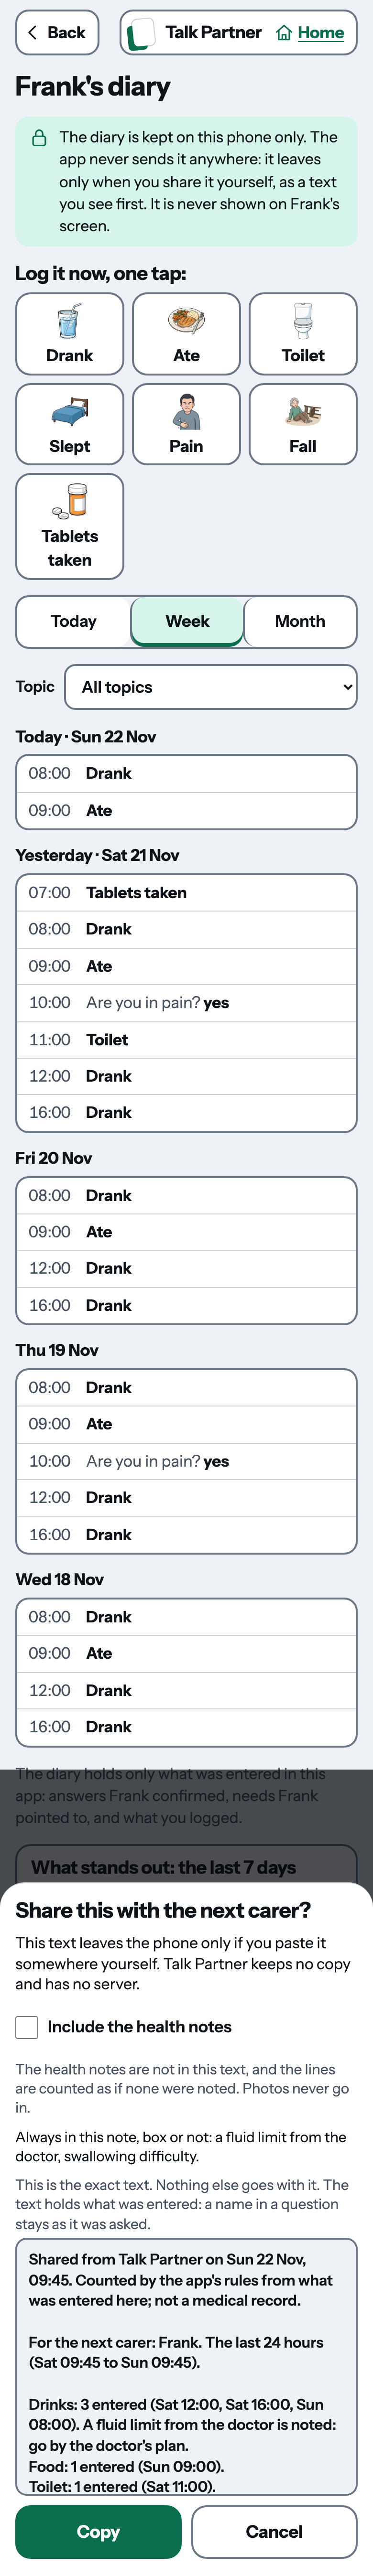 Back
Talk Partner
Home
Frank's diary
The diary is kept on this phone only. The
app never sends it anywhere: it leaves
only when you share it yourself, as a text
you see first. It is never shown on Frank's
screen.
Log it now, one tap:
Drank
Ate
Toilet
Slept
Pain
Fall
Tablets
taken
Today
Week
Month
Topic
All topics
Today · Sun 22 Nov
08:00 Drank
09:00 Ate
Yesterday · Sat 21 Nov
07:00 Tablets taken
08:00 Drank
09:00 Ate
10:00 Are you in pain? yes
11:00 Toilet
12:00 Drank
16:00 Drank
Fri 20 Nov
08:00 Drank
09:00 Ate
12:00 Drank
16:00 Drank
Thu 19 Nov
08:00 Drank
09:00 Ate
10:00 Are you in pain? yes
12:00 Drank
16:00 Drank
Wed 18 Nov
08:00 Drank
09:00 Ate
12:00 Drank
16:00 Drank
The diary holds only what was entered in this
app: answers Frank confirmed, needs Frank
pointed to, and what you logged.
What stands out: the last 7 days
Share this with the next carer?
This text leaves the phone only if you paste it
somewhere yourself. Talk Partner keeps no copy
and has no server.
Include the health notes
The health notes are not in this text, and the lines
are counted as if none were noted. Photos never go
in.
Always in this note, box or not: a fluid limit from the
doctor, swallowing difficulty.
This is the exact text. Nothing else goes with it. The
text holds what was entered: a name in a question
stays as it was asked.
Shared from Talk Partner on Sun 22 Nov,
09:45. Counted by the app's rules from what
was entered here; not a medical record.
For the next carer: Frank. The last 24 hours
(Sat 09:45 to Sun 09:45).
Drinks: 3 entered (Sat 12:00, Sat 16:00, Sun
08:00). A fluid limit from the doctor is noted:
go by the doctor's plan.
Food: 1 entered (Sun 09:00).
Toilet: 1 entered (Sat 11:00).
Copy
Cancel